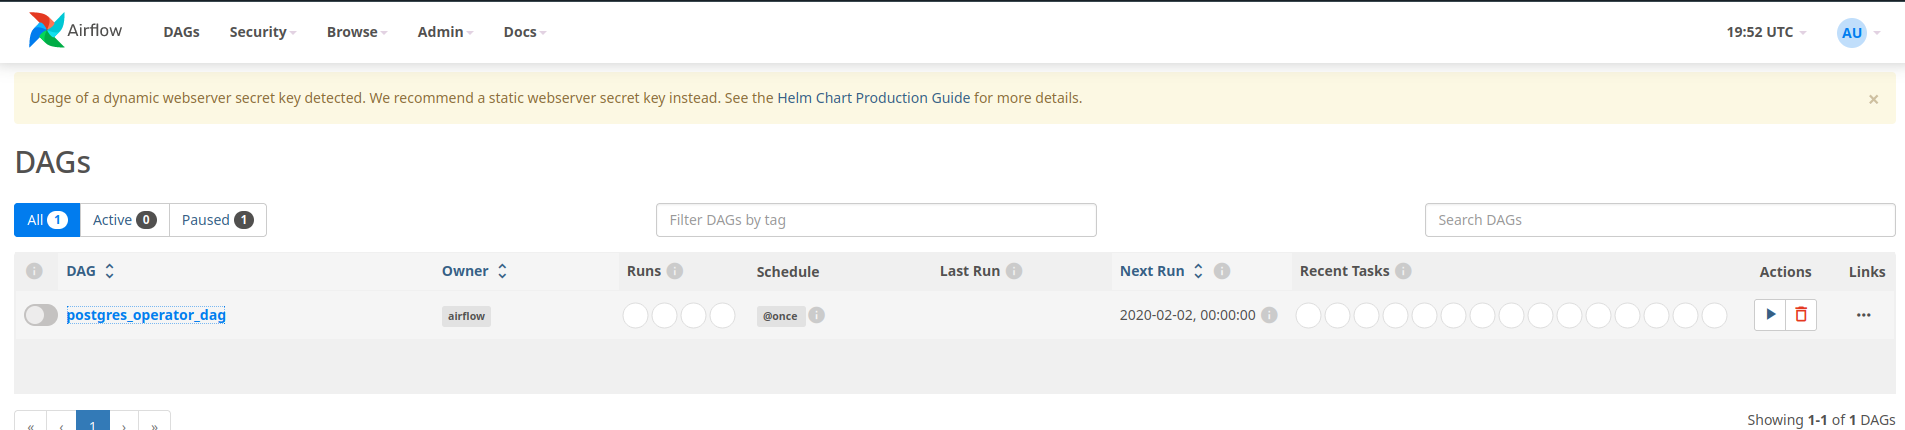 Airflow DAGs Security Browse Admin Docs 19:52 UTC AU
Usage of a dynamic webserver secret key detected. We recommend a static webserver secret key instead. See the Helm Chart Production Guide for more details. ×
DAGs
All 1 Active 0 Paused 1 Filter DAGs by tag Search DAGs
i DAG Owner Runs i Schedule Last Run i Next Run i Recent Tasks i Actions Links
postgres_operator_dag airflow @once i 2020-02-02, 00:00:00 i ...
« ‹ 1 › » Showing 1-1 of 1 DAGs